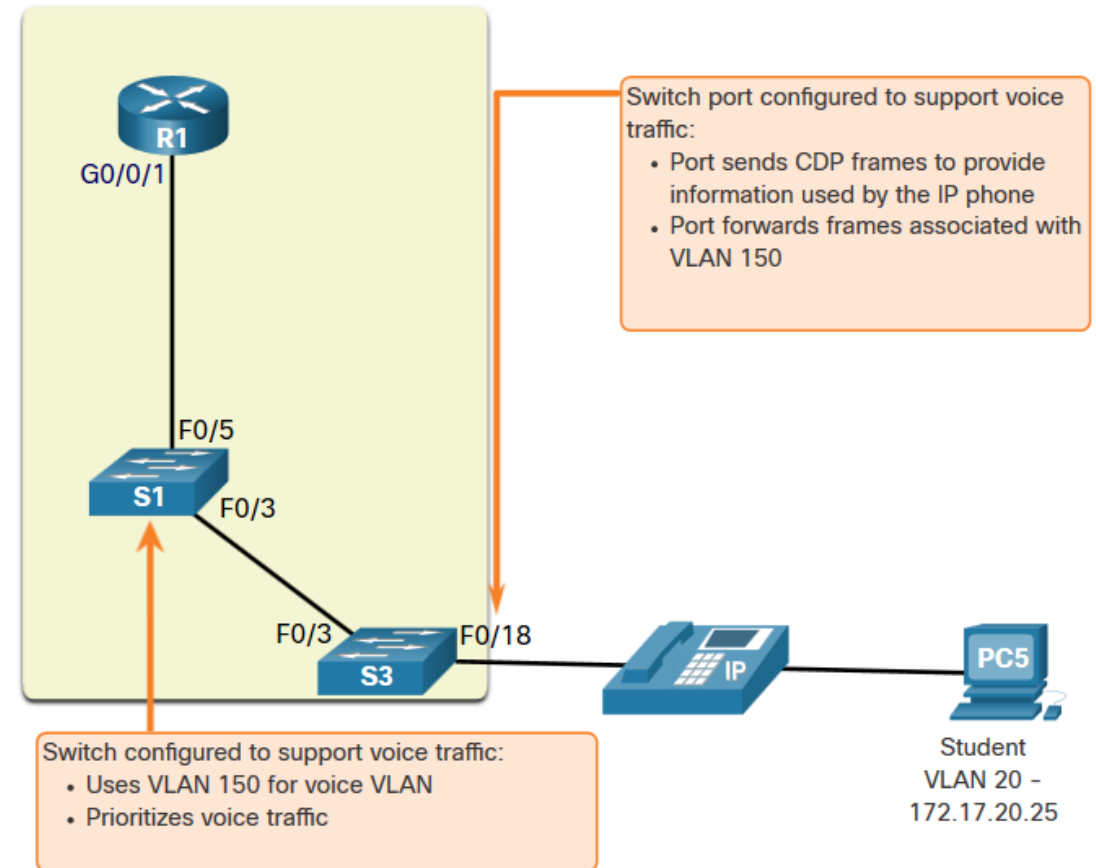 R1
G0/0/1
Switch port configured to support voice
traffic:
• Port sends CDP frames to provide
information used by the IP phone
• Port forwards frames associated with
VLAN 150
F0/5
S1
F0/3
F0/3
F0/18
S3
IP
PC5
Student
VLAN 20 –
172.17.20.25
Switch configured to support voice traffic:
• Uses VLAN 150 for voice VLAN
• Prioritizes voice traffic